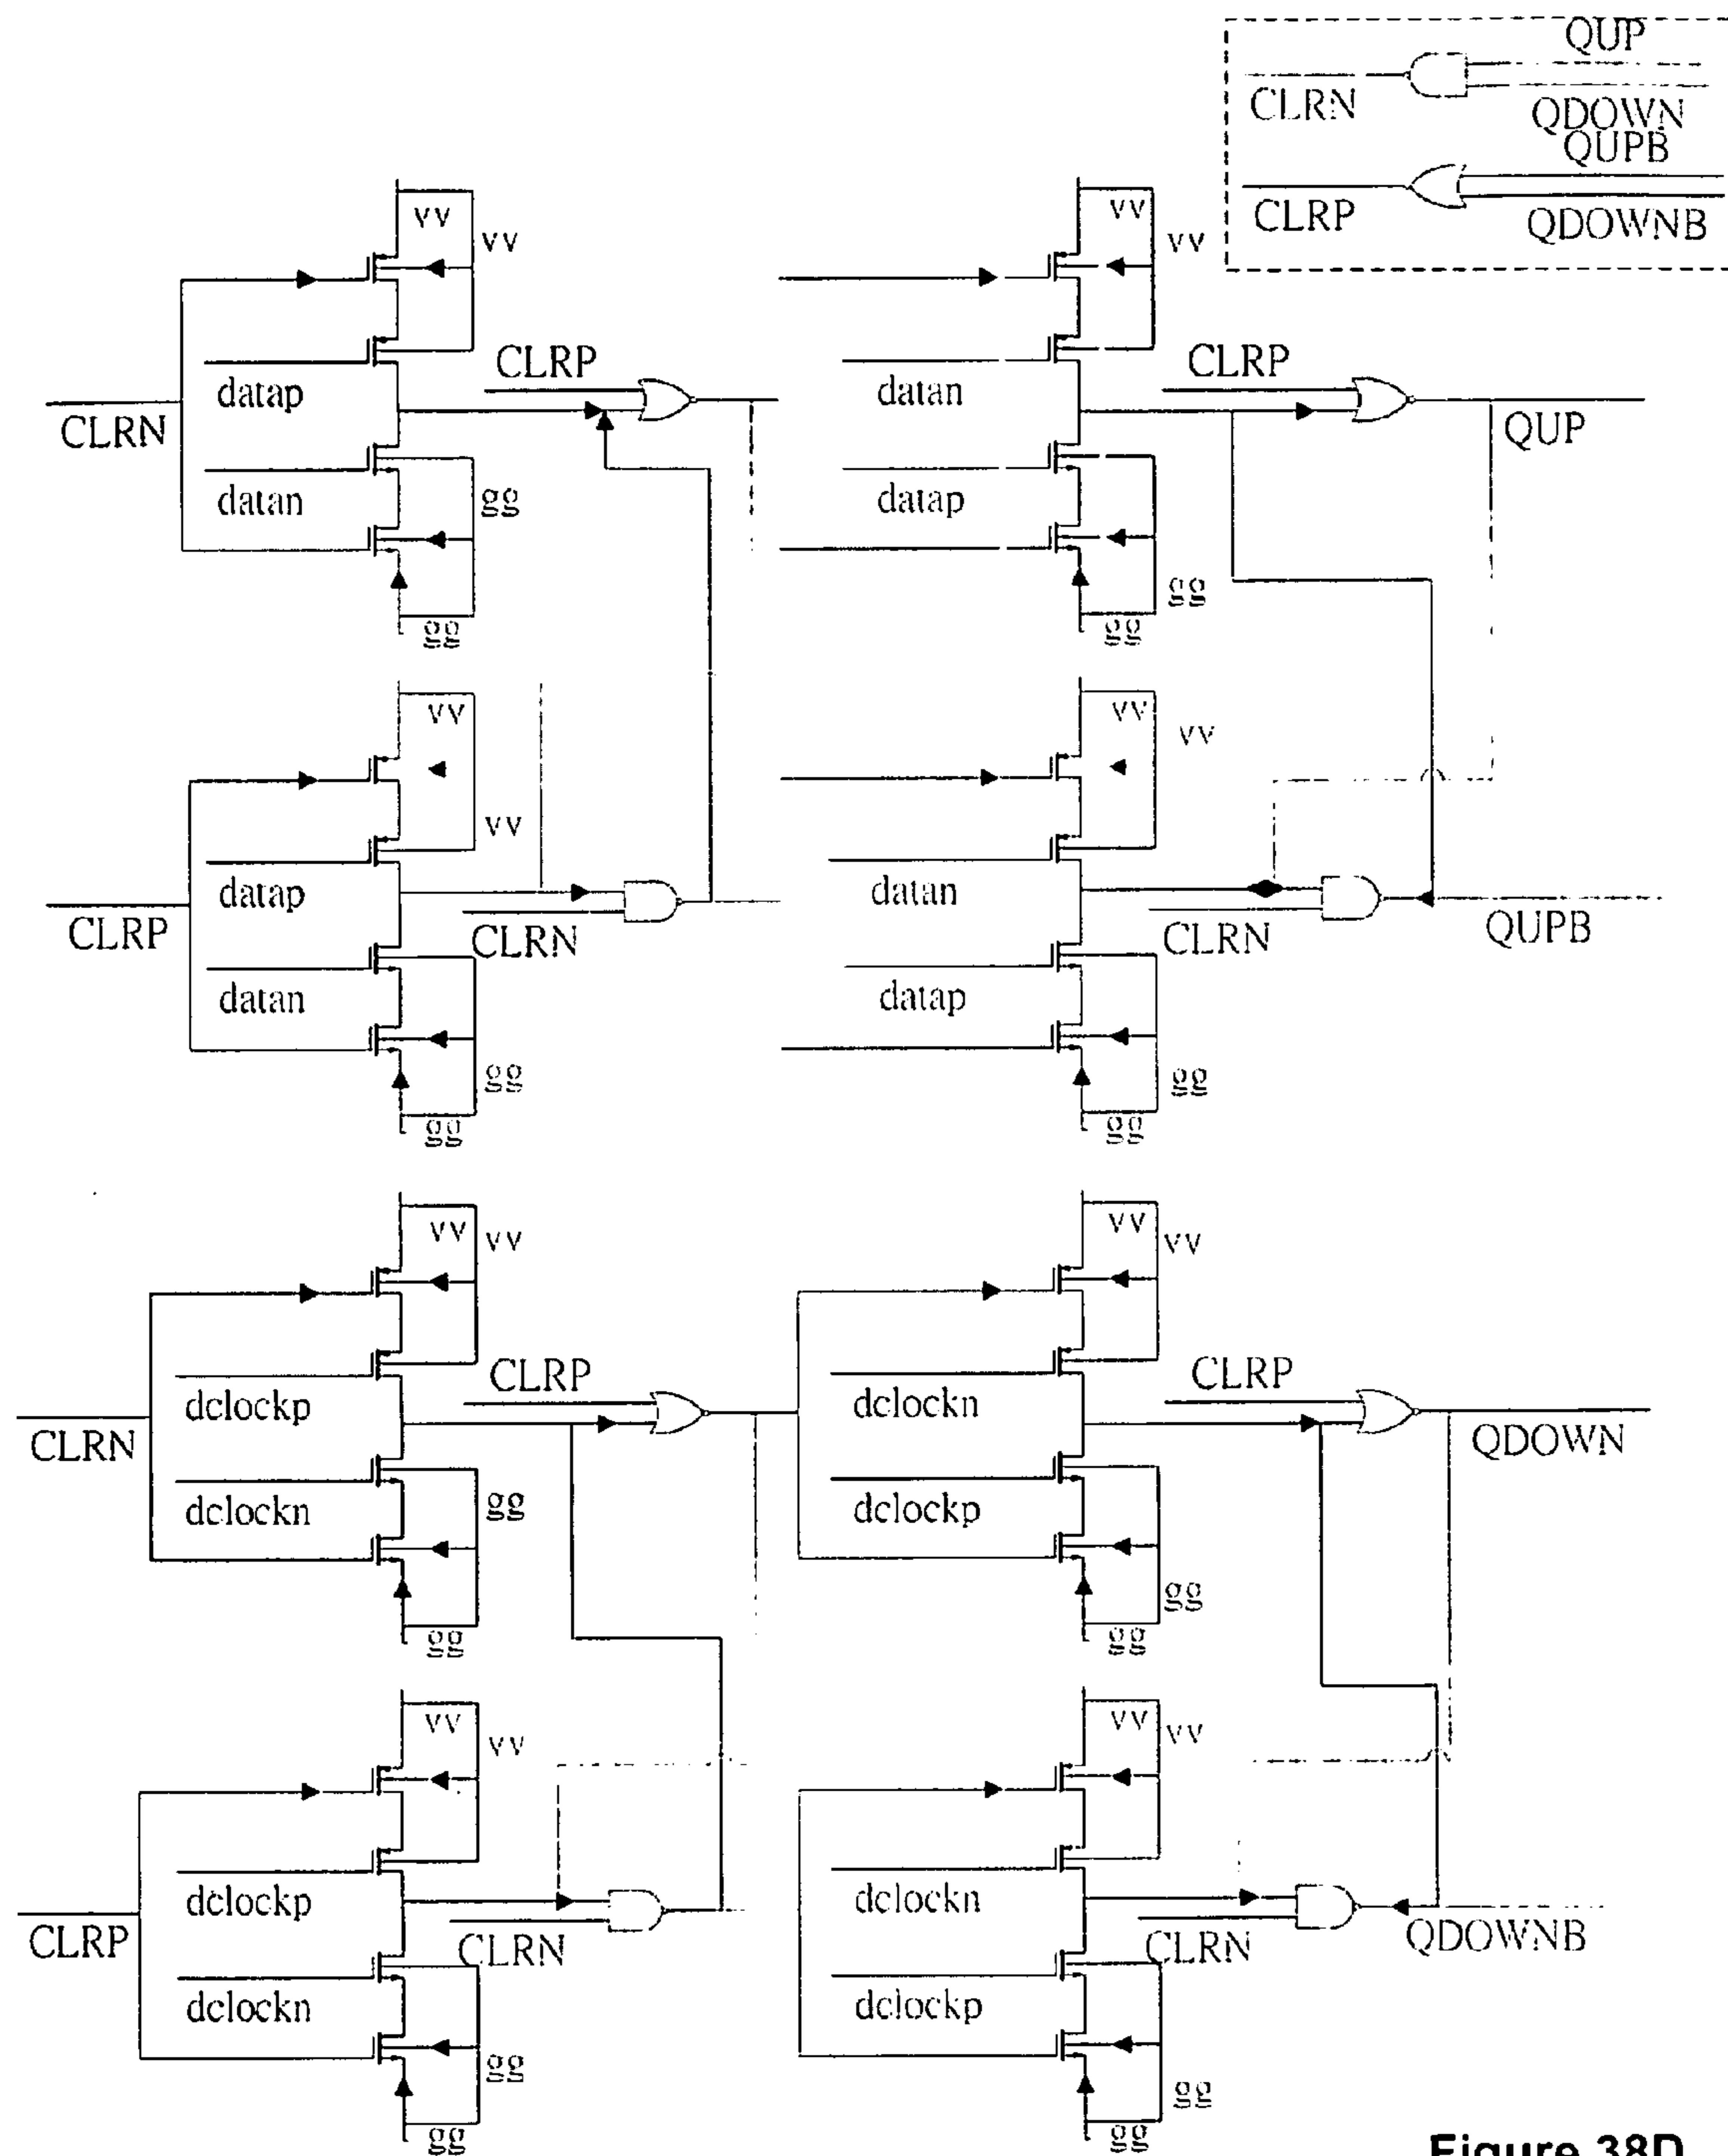 QUP
CLRN
QDOWN
QUPB
CLRP
QDOWNB
vv
vv
vv
vv
CLRP
CLRP
datap
datan
CLRN
QUP
datan
gg
datap
gg
gg
gg
vv
vv
vv
vv
datap
datan
CLRP
CLRN
CLRN
QUPB
datan
datap
gg
gg
gg
gg
vv
vv
vv
vv
CLRP
CLRP
dclockp
dclockn
CLRN
QDOWN
dclockn
gg
dclockp
gg
gg
gg
vv
vv
vv
vv
dclockp
dclockn
CLRP
CLRN
CLRN
QDOWNB
dclockn
dclockp
gg
gg
gg
gg
Figure 38D